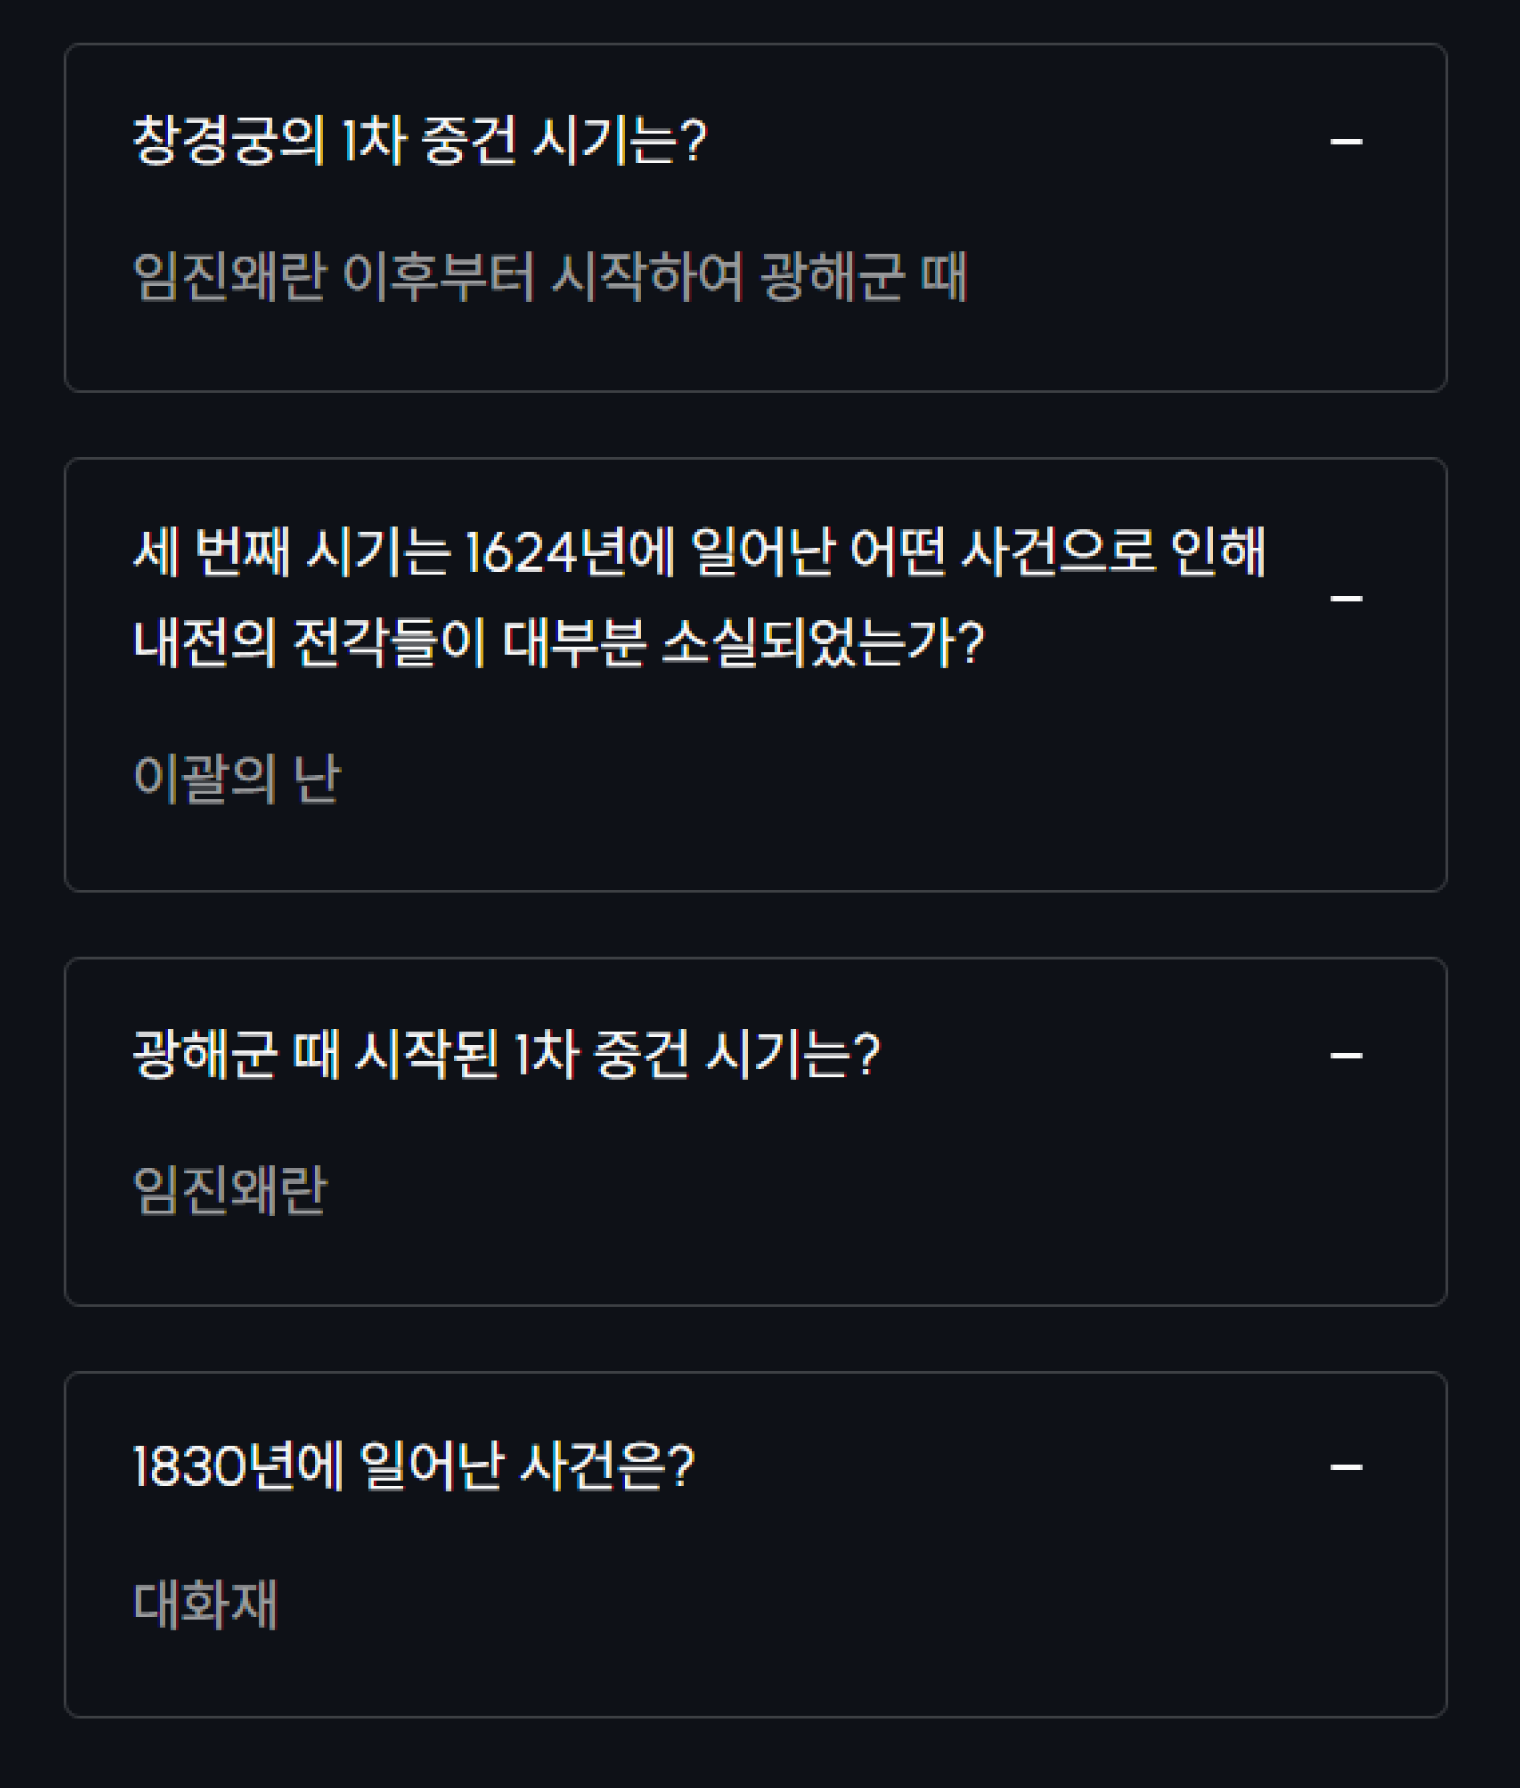 창경궁의 1차 중건 시기는?
임진왜란 이후부터 시작하여 광해군 때
세 번째 시기는 1624년에 일어난 어떤 사건으로 인해
내전의 전각들이 대부분 소실되었는가?
이괄의 난
광해군 때 시작된 1차 중건 시기는?
임진왜란
1830년에 일어난 사건은?
대화재